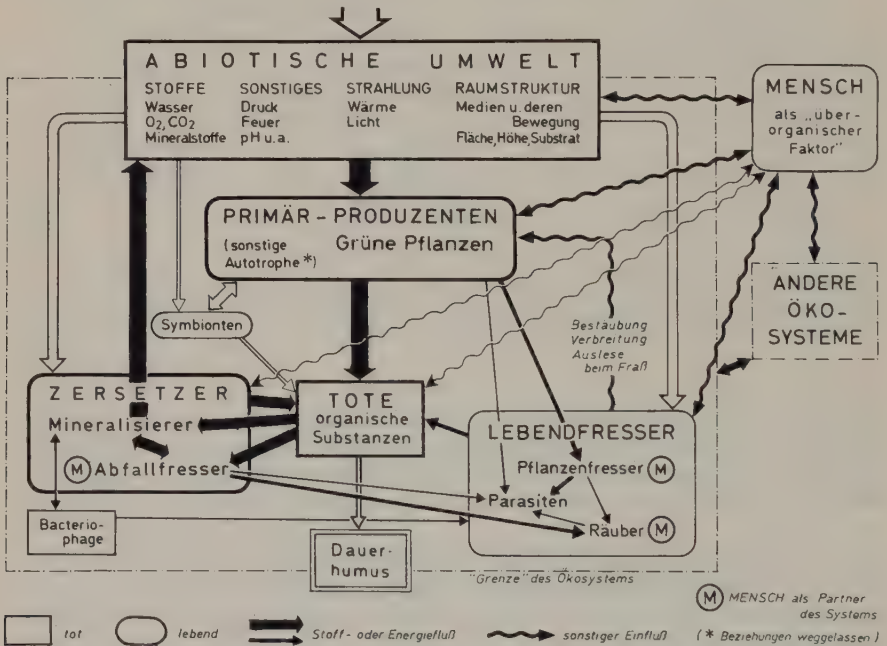 ABIOTISCHE UMWELT
STOFFE
Wasser
O2, CO2
Mineralstoffe
SONSTIGES
Druck
Feuer
pH u.a.
STRAHLUNG
Wärme
Licht
RAUMSTRUKTUR
Medien u. deren
Bewegung
Fläche, Höhe, Substrat
MENSCH
als „über-
organischer
Faktor"
PRIMÄR-PRODUZENTEN
(sonstige
Autotrophe*)
Grüne Pflanzen
ANDERE
ÖKO-
SYSTEME
Symbionten
Bestäubung
Verbreitung
Auslese
beim Fraß
ZERSETZER
Mineralisierer
M Abfallfresser
TOTE
organische
Substanzen
LEBENDFRESSER
Pflanzenfresser M
Parasiten
Räuber M
Bacterio-
phage
Dauer-
humus
"Grenze" des Ökosystems
M MENSCH als Partner
des Systems
tot
lebend
Stoff- oder Energiefluß
sonstiger Einfluß
(* Beziehungen weggelassen)